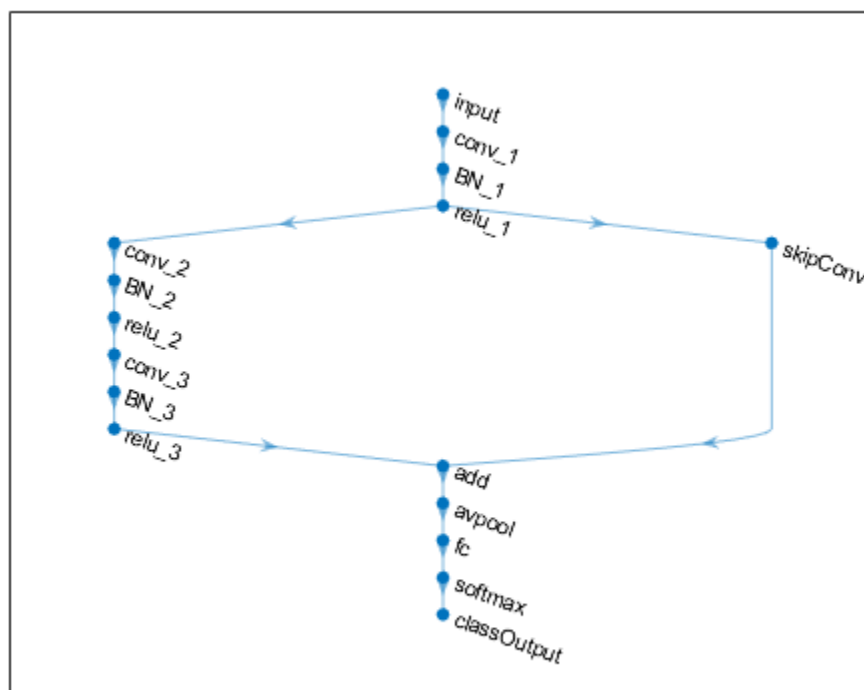 input
conv_1
BN_1
relu_1
conv_2
BN_2
relu_2
conv_3
BN_3
relu_3
skipConv
add
avpool
fc
softmax
classOutput